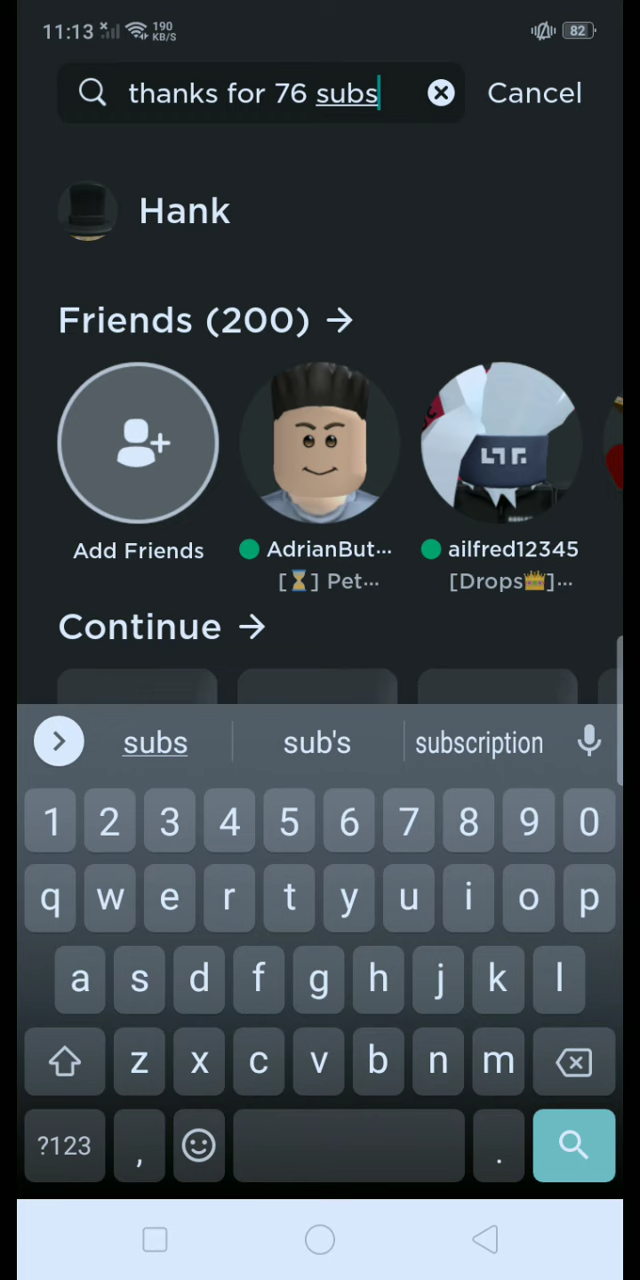 11:13 190 KB/S 82
thanks for 76 subs Cancel
Hank
Friends (200) →
Add Friends AdrianBut... ailfred12345
[⏳] Pet... [Drops👑]...
Continue →
subs sub's subscription
1 2 3 4 5 6 7 8 9 0
q w e r t y u i o p
a s d f g h j k l
z x c v b n m
?123 , .